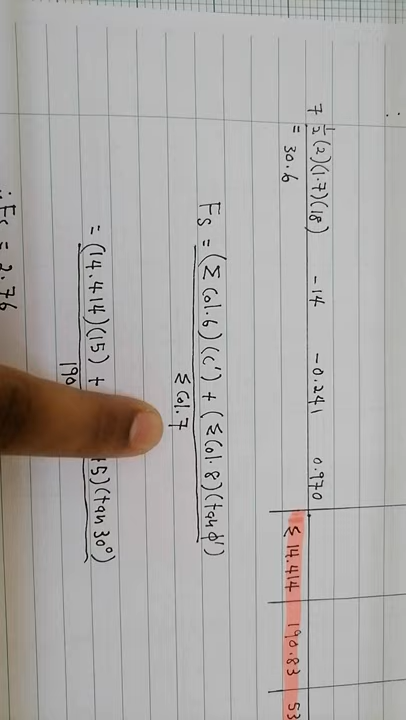 7 ½(2)(1.7)(18) -14 -0.241 0.970
= 30.6
Σ 14.414 190.83 53
Fs = (Σ Col.6)(c') + (Σ Col.8)(tan φ')
Σ Col.7
= (14.414)(15) + +5)(tan 30°)
190
∴ Fs = 2.76